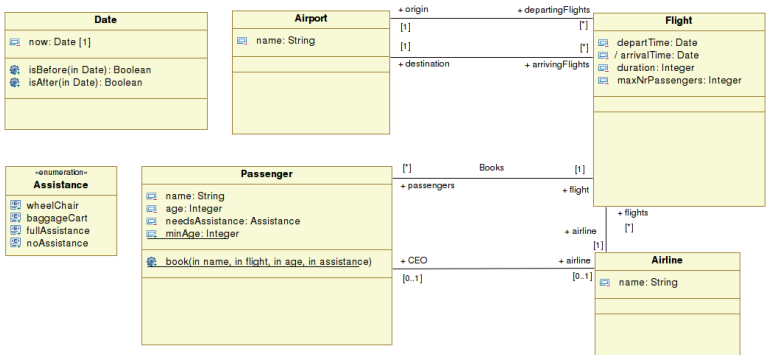 Date
now: Date [1]
isBefore(in Date): Boolean
isAfter(in Date): Boolean
Airport
name: String
+ origin
+ departingFlights
[1]
[*]
[1]
[*]
+ destination
+ arrivingFlights
Flight
departTime: Date
/ arrivalTime: Date
duration: Integer
maxNrPassengers: Integer
«enumeration»
Assistance
wheelChair
baggageCart
fullAssistance
noAssistance
Passenger
name: String
age: Integer
needsAssistance: Assistance
minAge: Integer
book(in name, in flight, in age, in assistance)
[*]
Books
[1]
+ passengers
+ flight
+ flights
[*]
+ airline
[1]
+ CEO
+ airline
[0..1]
[0..1]
Airline
name: String